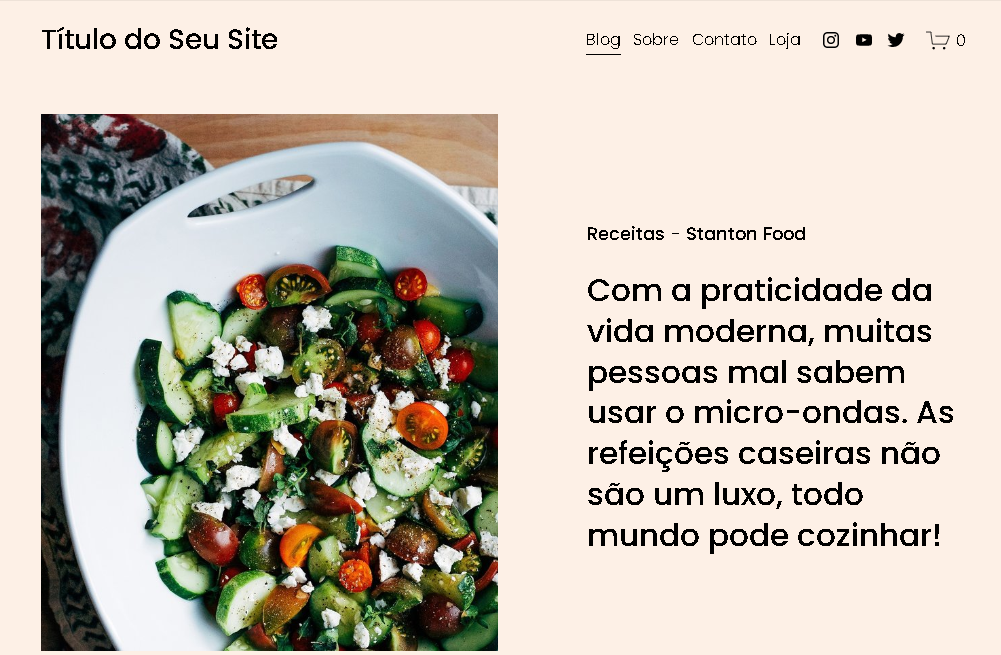 Título do Seu Site
Blog Sobre Contato Loja 0
Receitas - Stanton Food
Com a praticidade da
vida moderna, muitas
pessoas mal sabem
usar o micro-ondas. As
refeições caseiras não
são um luxo, todo
mundo pode cozinhar!